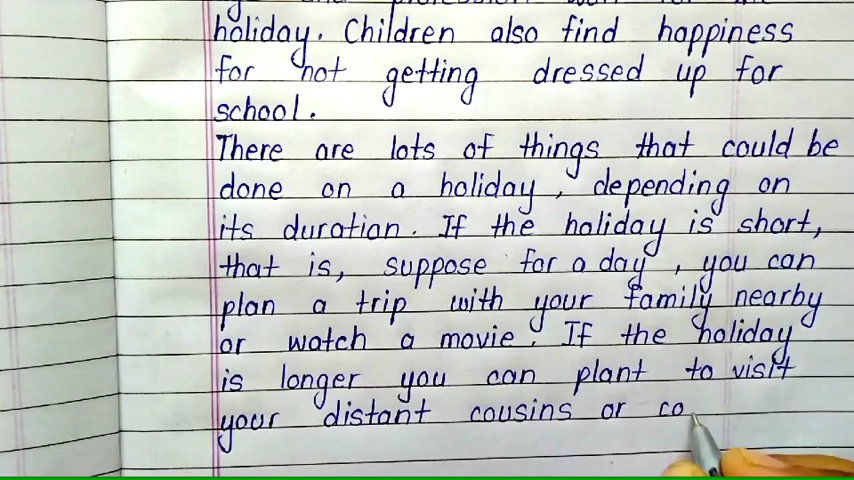 holiday. Children also find happiness
for not getting dressed up for
school.
There are lots of things that could be
done on a holiday, depending on
its duration. If the holiday is short,
that is, suppose for a day, you can
plan a trip with your family nearby
or watch a movie. If the holiday
is longer you can plant to visit
your distant cousins or co